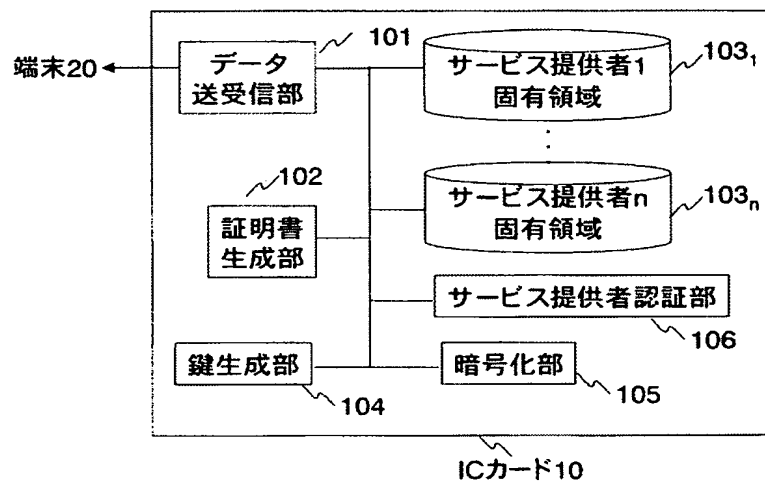 101
端末20
データ
送受信部
サービス提供者1
固有領域
103₁
102
サービス提供者n
固有領域
103ₙ
証明書
生成部
サービス提供者認証部
106
鍵生成部
104
暗号化部
105
ICカード10